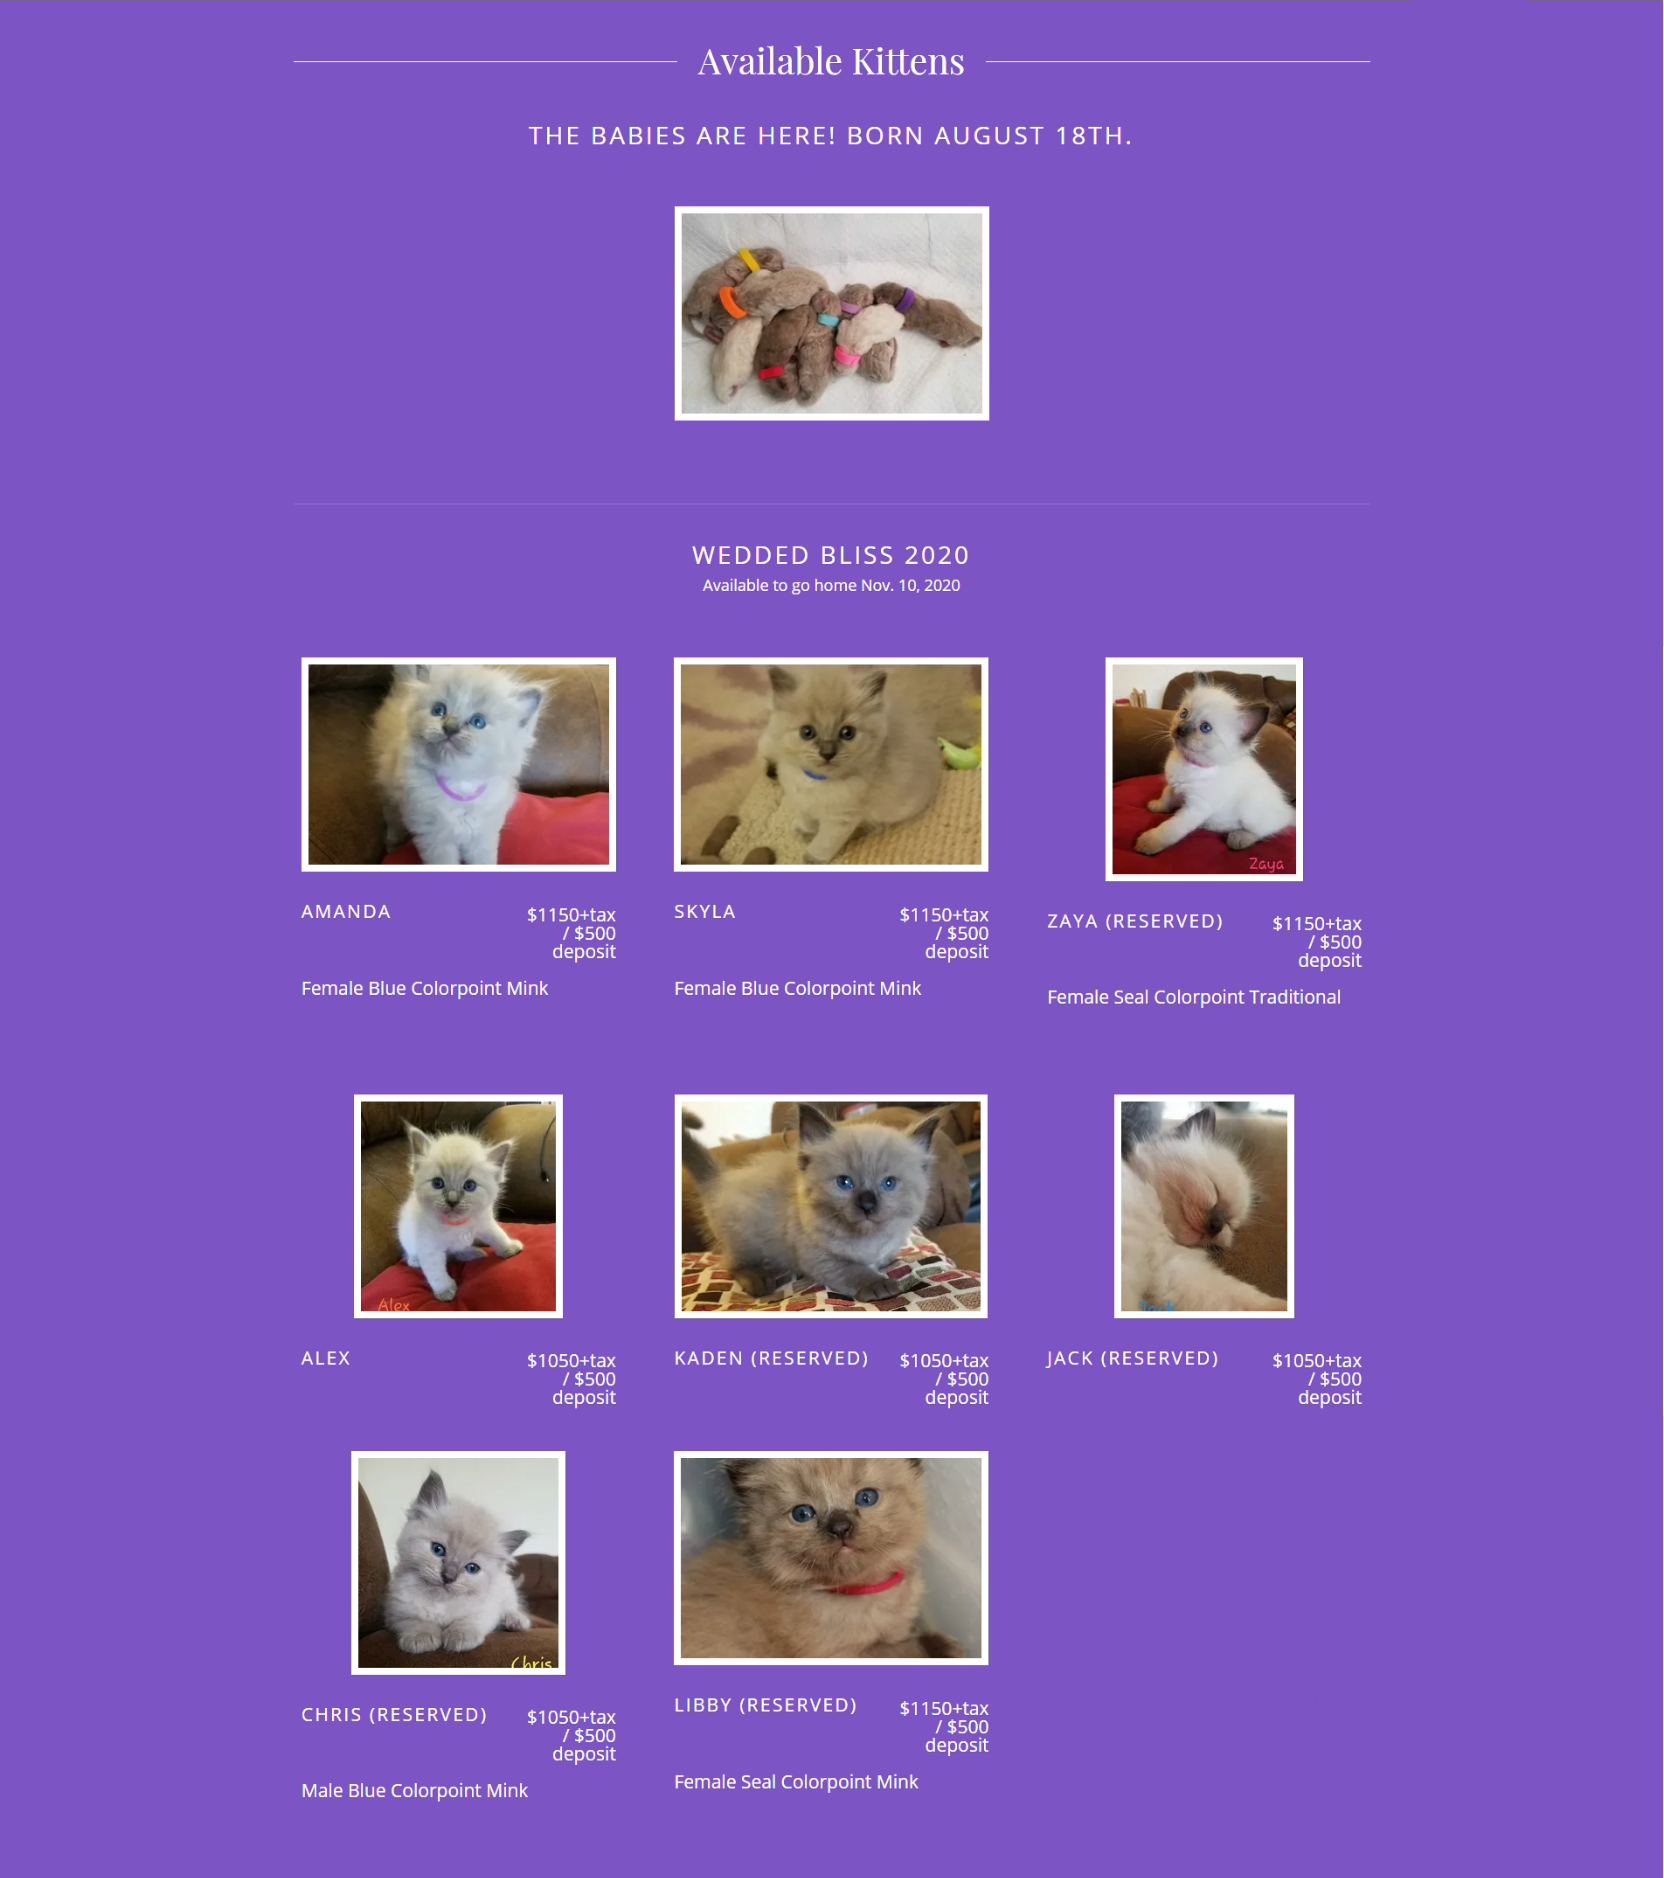 Available Kittens
THE BABIES ARE HERE! BORN AUGUST 18TH.
WEDDED BLISS 2020
Available to go home Nov. 10, 2020
Zaya
AMANDA
$1150+tax
/ $500
deposit
Female Blue Colorpoint Mink
SKYLA
$1150+tax
/ $500
deposit
Female Blue Colorpoint Mink
ZAYA (RESERVED)
$1150+tax
/ $500
deposit
Female Seal Colorpoint Traditional
Alex
Jack
ALEX
$1050+tax
/ $500
deposit
KADEN (RESERVED)
$1050+tax
/ $500
deposit
JACK (RESERVED)
$1050+tax
/ $500
deposit
Chris
CHRIS (RESERVED)
$1050+tax
/ $500
deposit
Male Blue Colorpoint Mink
LIBBY (RESERVED)
$1150+tax
/ $500
deposit
Female Seal Colorpoint Mink